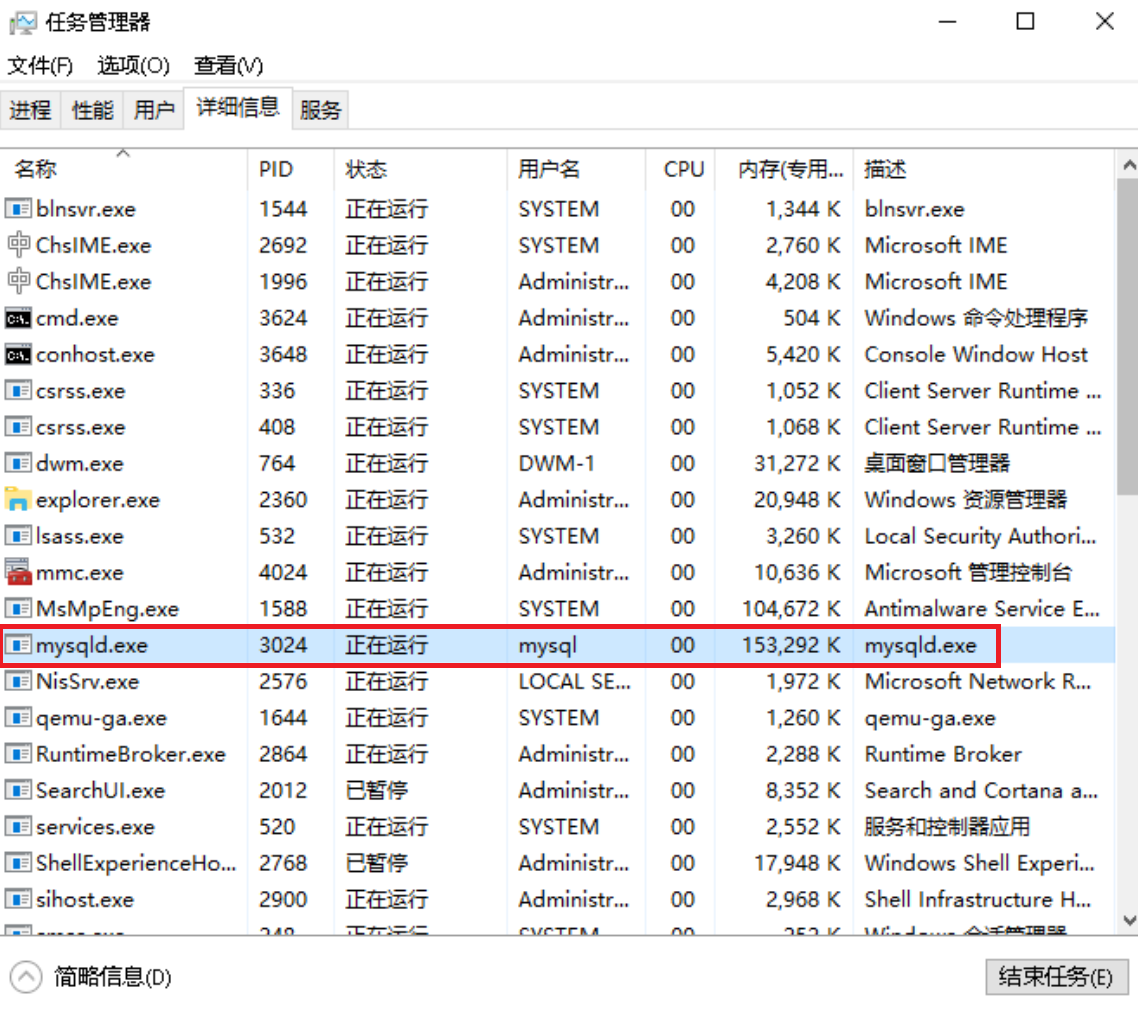 任务管理器
文件(F) 选项(O) 查看(V)
进程 性能 用户 详细信息 服务
名称 PID 状态 用户名 CPU 内存(专用... 描述
blnsvr.exe 1544 正在运行 SYSTEM 00 1,344 K blnsvr.exe
ChsIME.exe 2692 正在运行 SYSTEM 00 2,760 K Microsoft IME
ChsIME.exe 1996 正在运行 Administr... 00 4,208 K Microsoft IME
cmd.exe 3624 正在运行 Administr... 00 504 K Windows 命令处理程序
conhost.exe 3648 正在运行 Administr... 00 5,420 K Console Window Host
csrss.exe 336 正在运行 SYSTEM 00 1,052 K Client Server Runtime ...
csrss.exe 408 正在运行 SYSTEM 00 1,068 K Client Server Runtime ...
dwm.exe 764 正在运行 DWM-1 00 31,272 K 桌面窗口管理器
explorer.exe 2360 正在运行 Administr... 00 20,948 K Windows 资源管理器
lsass.exe 532 正在运行 SYSTEM 00 3,260 K Local Security Authori...
mmc.exe 4024 正在运行 Administr... 00 10,636 K Microsoft 管理控制台
MsMpEng.exe 1588 正在运行 SYSTEM 00 104,672 K Antimalware Service E...
mysqld.exe 3024 正在运行 mysql 00 153,292 K mysqld.exe
NisSrv.exe 2576 正在运行 LOCAL SE... 00 1,972 K Microsoft Network R...
qemu-ga.exe 1644 正在运行 SYSTEM 00 1,260 K qemu-ga.exe
RuntimeBroker.exe 2864 正在运行 Administr... 00 2,288 K Runtime Broker
SearchUI.exe 2012 已暂停 Administr... 00 8,352 K Search and Cortana a...
services.exe 520 正在运行 SYSTEM 00 2,552 K 服务和控制器应用
ShellExperienceHo... 2768 已暂停 Administr... 00 17,948 K Windows Shell Experi...
sihost.exe 2900 正在运行 Administr... 00 2,968 K Shell Infrastructure H...
简略信息(D) 结束任务(E)